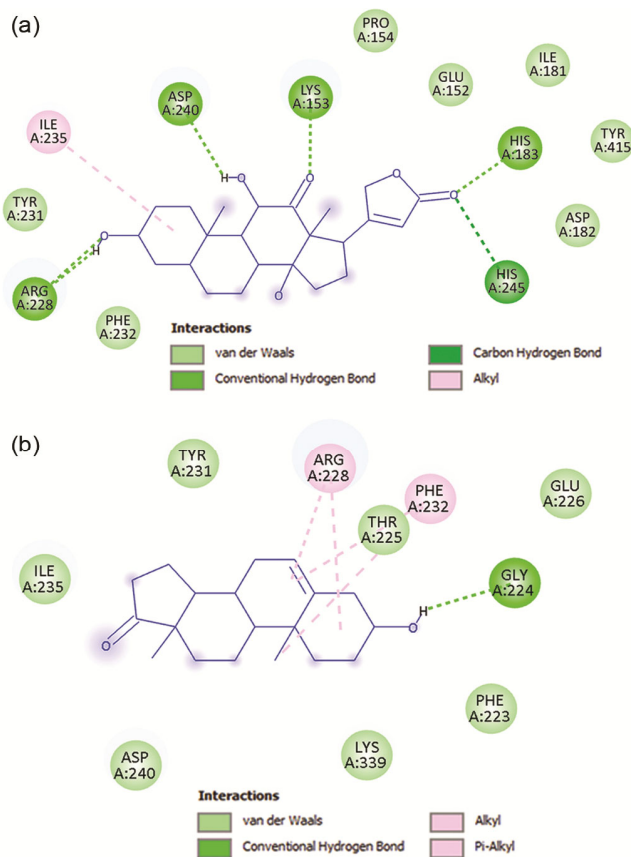 (a)
PRO
A:154
ILE
A:181
GLU
A:152
LYS
A:153
ASP
A:240
ILE
A:235
HIS
A:183
TYR
A:415
H
O
O
O
O
TYR
A:231
O
H
ASP
A:182
HIS
A:245
ARG
A:228
O
PHE
A:232
Interactions
van der Waals
Carbon Hydrogen Bond
Conventional Hydrogen Bond
Alkyl
(b)
TYR
A:231
ARG
A:228
PHE
A:232
GLU
A:226
THR
A:225
ILE
A:235
GLY
A:224
H
O
O
PHE
A:223
ASP
A:240
LYS
A:339
Interactions
van der Waals
Alkyl
Conventional Hydrogen Bond
Pi-Alkyl